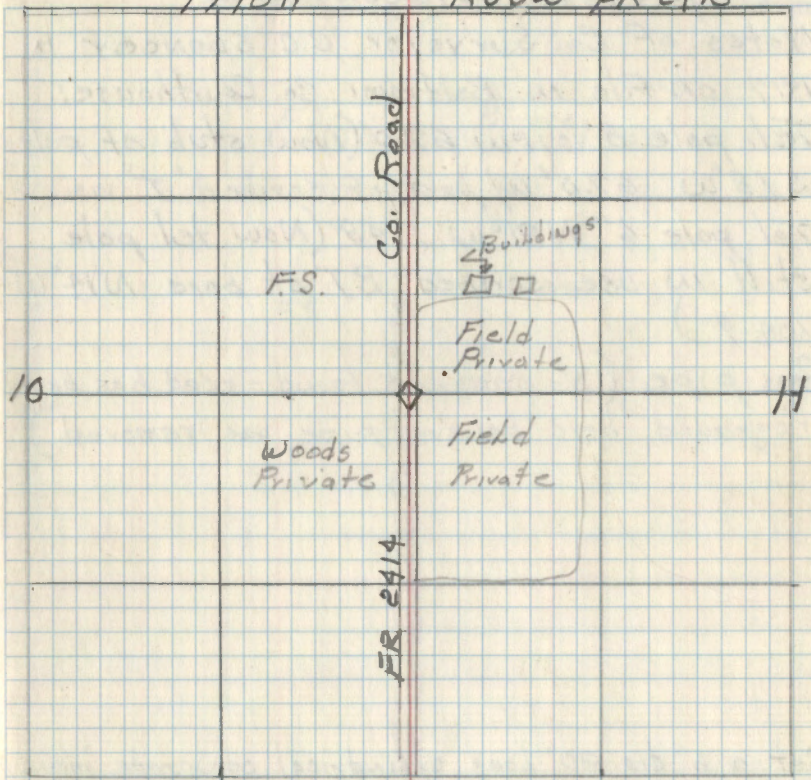 Co. Road
Buildings
F.S.
Field
Private
10
11
Woods
Private
Field
Private
FR 2414